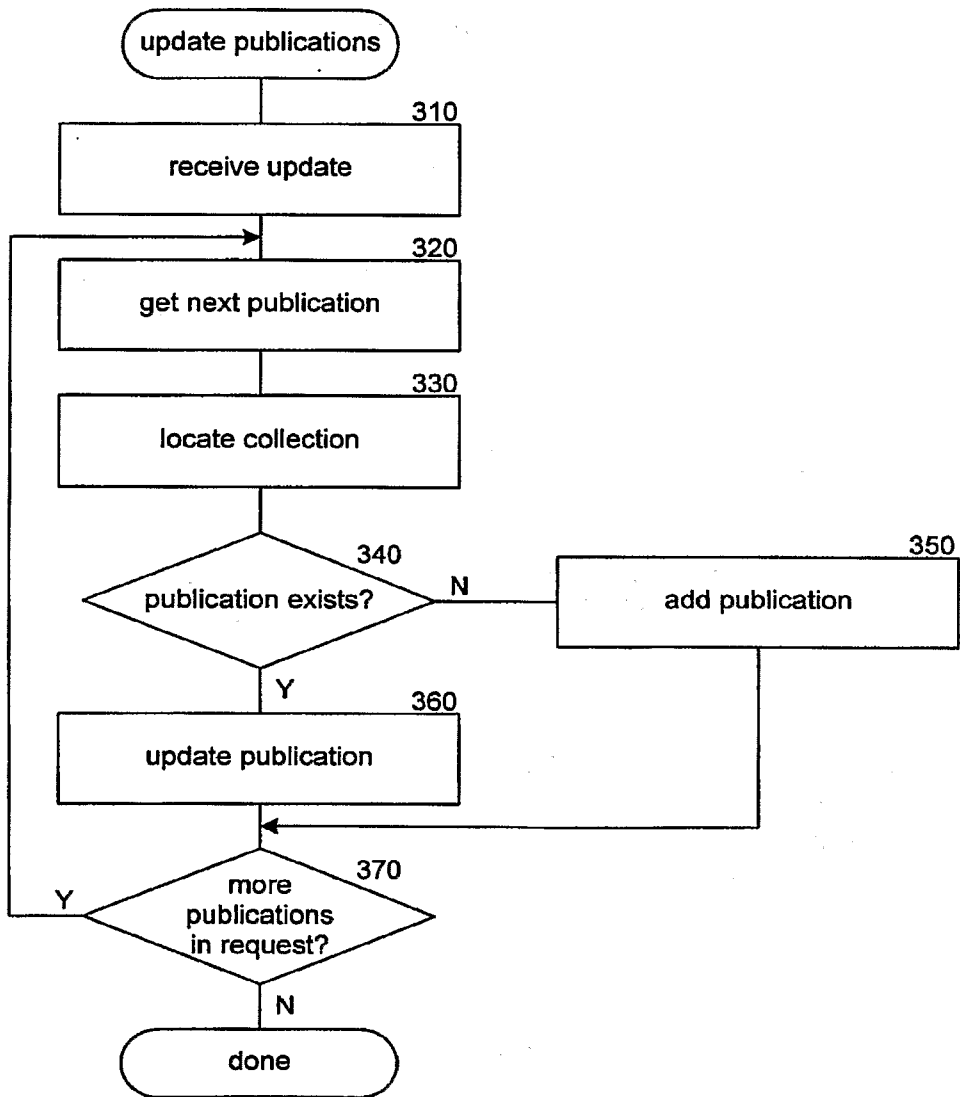 update publications
310
receive update
320
get next publication
330
locate collection
340
publication exists?
N
350
add publication
Y
360
update publication
370
more
publications
in request?
Y
N
done